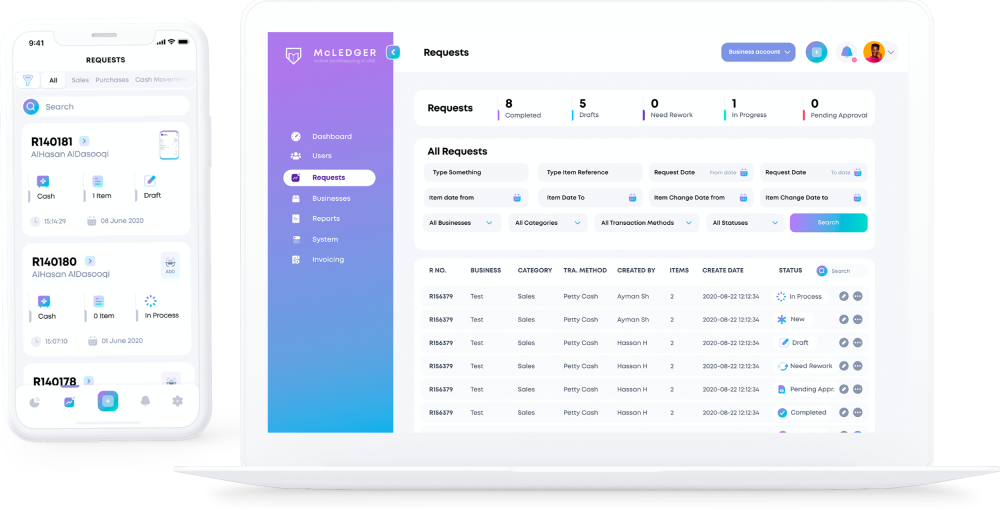 9:41
REQUESTS
All Sales Purchases Cash Movement
Search
R140181
AlHasan AlDasooqi
Cash 1 Item Draft
15:14:29 08 June 2020
R140180
AlHasan AlDasooqi
ADD
Cash 0 Item In Process
15:07:10 01 June 2020
R140178
McLEDGER
Dashboard
Users
Requests
Businesses
Reports
System
Invoicing
Requests
Business account
Requests
8 Completed
5 Drafts
0 Need Rework
1 In Progress
0 Pending Approval
All Requests
Type Something Type Item Reference Request Date From date Request Date To date
Item date from Item Date To Item Change Date from Item Change Date to
All Businesses All Categories All Transaction Methods All Statuses Search
R NO. BUSINESS CATEGORY TRA. METHOD CREATED BY ITEMS CREATE DATE STATUS Search
R156379 Test Sales Petty Cash Ayman Sh 2 2020-08-22 12:12:34 In Process
R156379 Test Sales Petty Cash Ayman Sh 2 2020-08-22 12:12:34 New
R156379 Test Sales Petty Cash Hassan H 2 2020-08-22 12:12:34 Draft
R156379 Test Sales Petty Cash Hassan H 2 2020-08-22 12:12:34 Need Rework
R156379 Test Sales Petty Cash Hassan H 2 2020-08-22 12:12:34 Pending Appr.
R156379 Test Sales Petty Cash Hassan H 2 2020-08-22 12:12:34 Completed